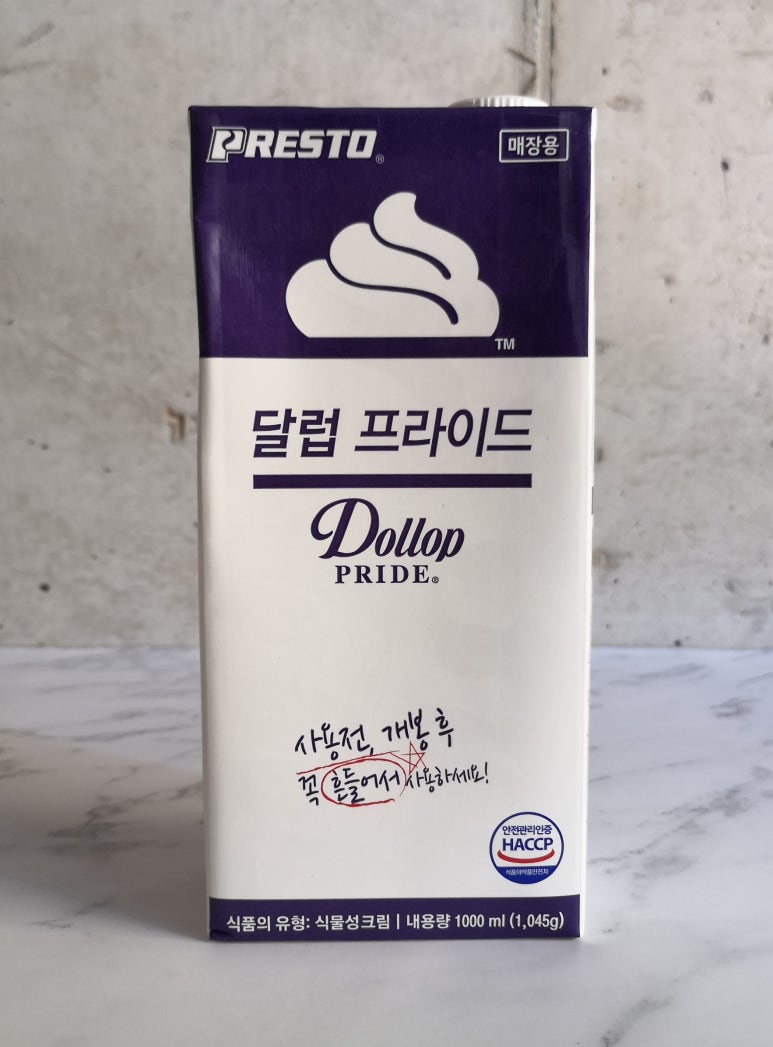 PRESTO®
매장용
TM
달럽 프라이드
Dollop
PRIDE®
사용전, 개봉 후
꼭 흔들어서 사용하세요!
안전관리인증
HACCP
식품의약품안전처
식품의 유형: 식물성크림 | 내용량 1000 ml (1,045g)